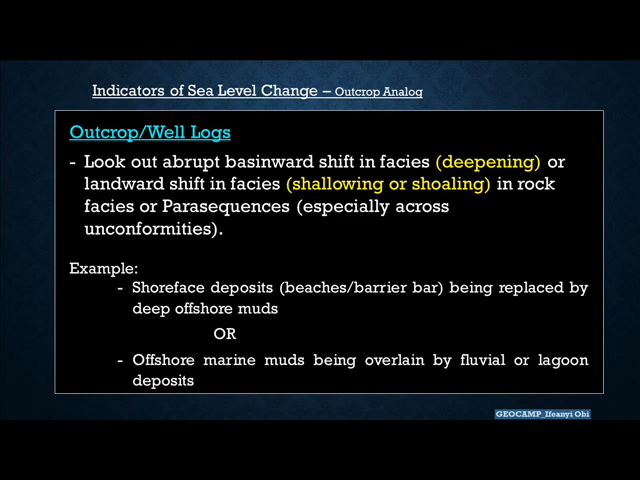 Indicators of Sea Level Change – Outcrop Analog
Outcrop/Well Logs
- Look out abrupt basinward shift in facies (deepening) or
landward shift in facies (shallowing or shoaling) in rock
facies or Parasequences (especially across
unconformities).
Example:
- Shoreface deposits (beaches/barrier bar) being replaced by
deep offshore muds
OR
- Offshore marine muds being overlain by fluvial or lagoon
deposits
GEOCAMP_Ifeanyi Obi